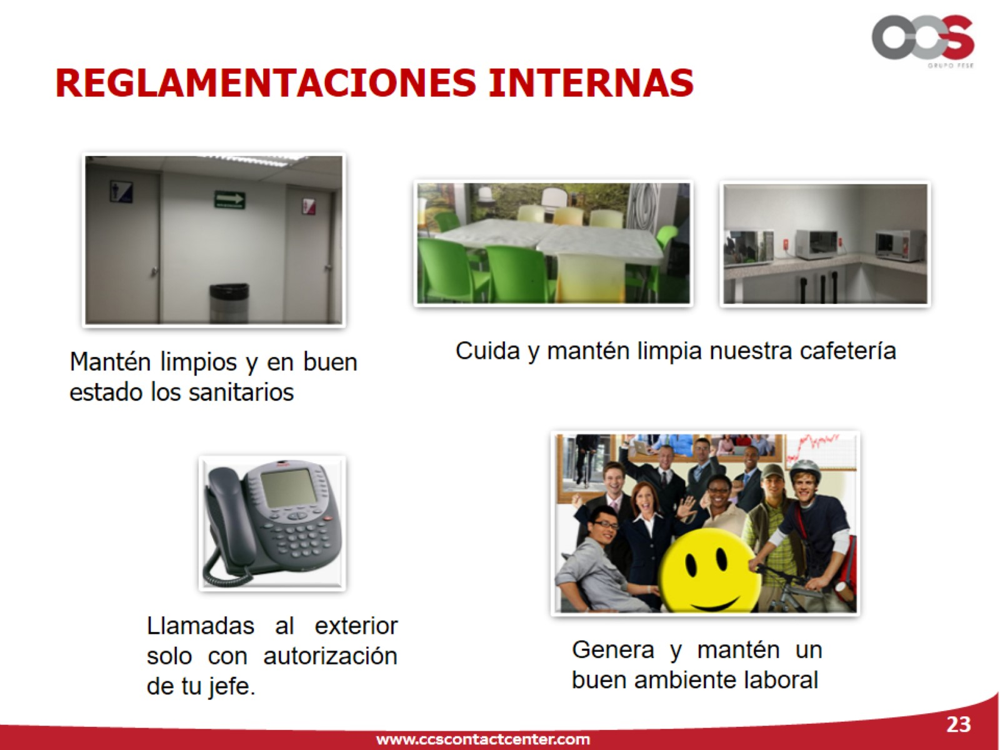 CCS
GRUPO FESE
REGLAMENTACIONES INTERNAS
Mantén limpios y en buen
estado los sanitarios
Cuida y mantén limpia nuestra cafetería
Llamadas al exterior
solo con autorización
de tu jefe.
Genera y mantén un
buen ambiente laboral
23
www.ccscontactcenter.com